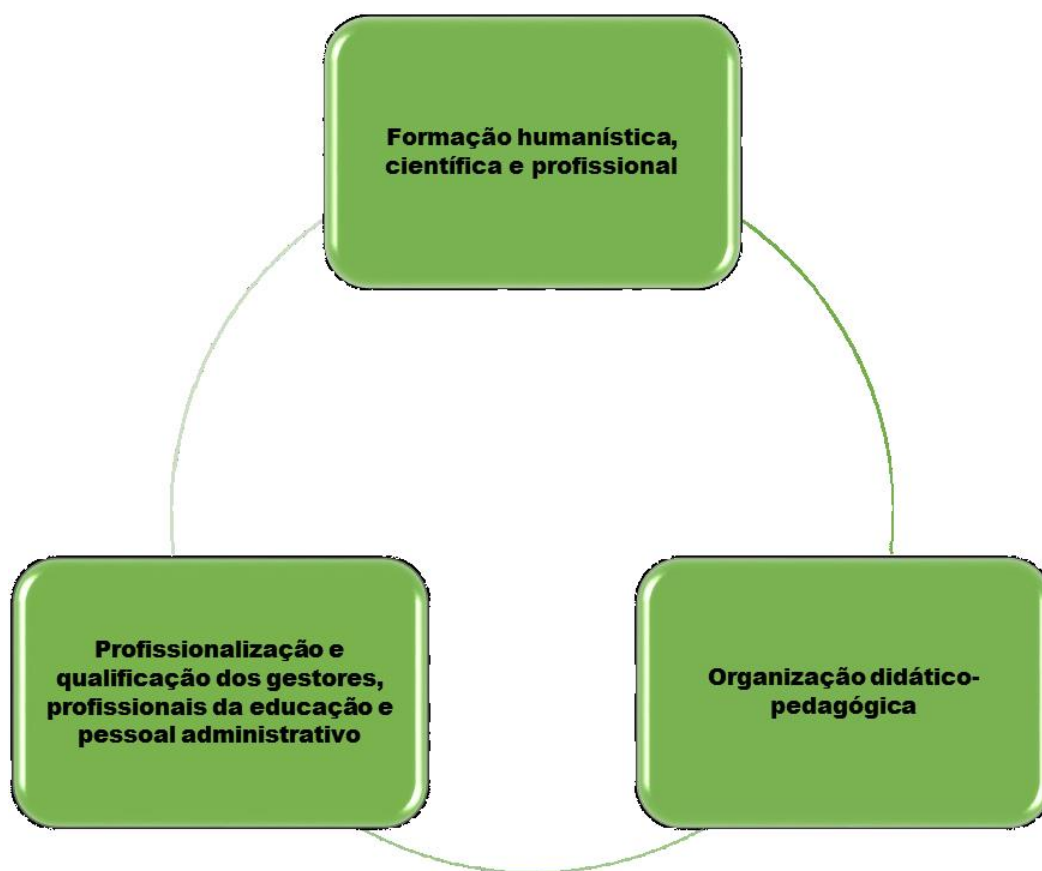 Formação humanística,
científica e profissional
Profissionalização e
qualificação dos gestores,
profissionais da educação e
pessoal administrativo
Organização didático-
pedagógica